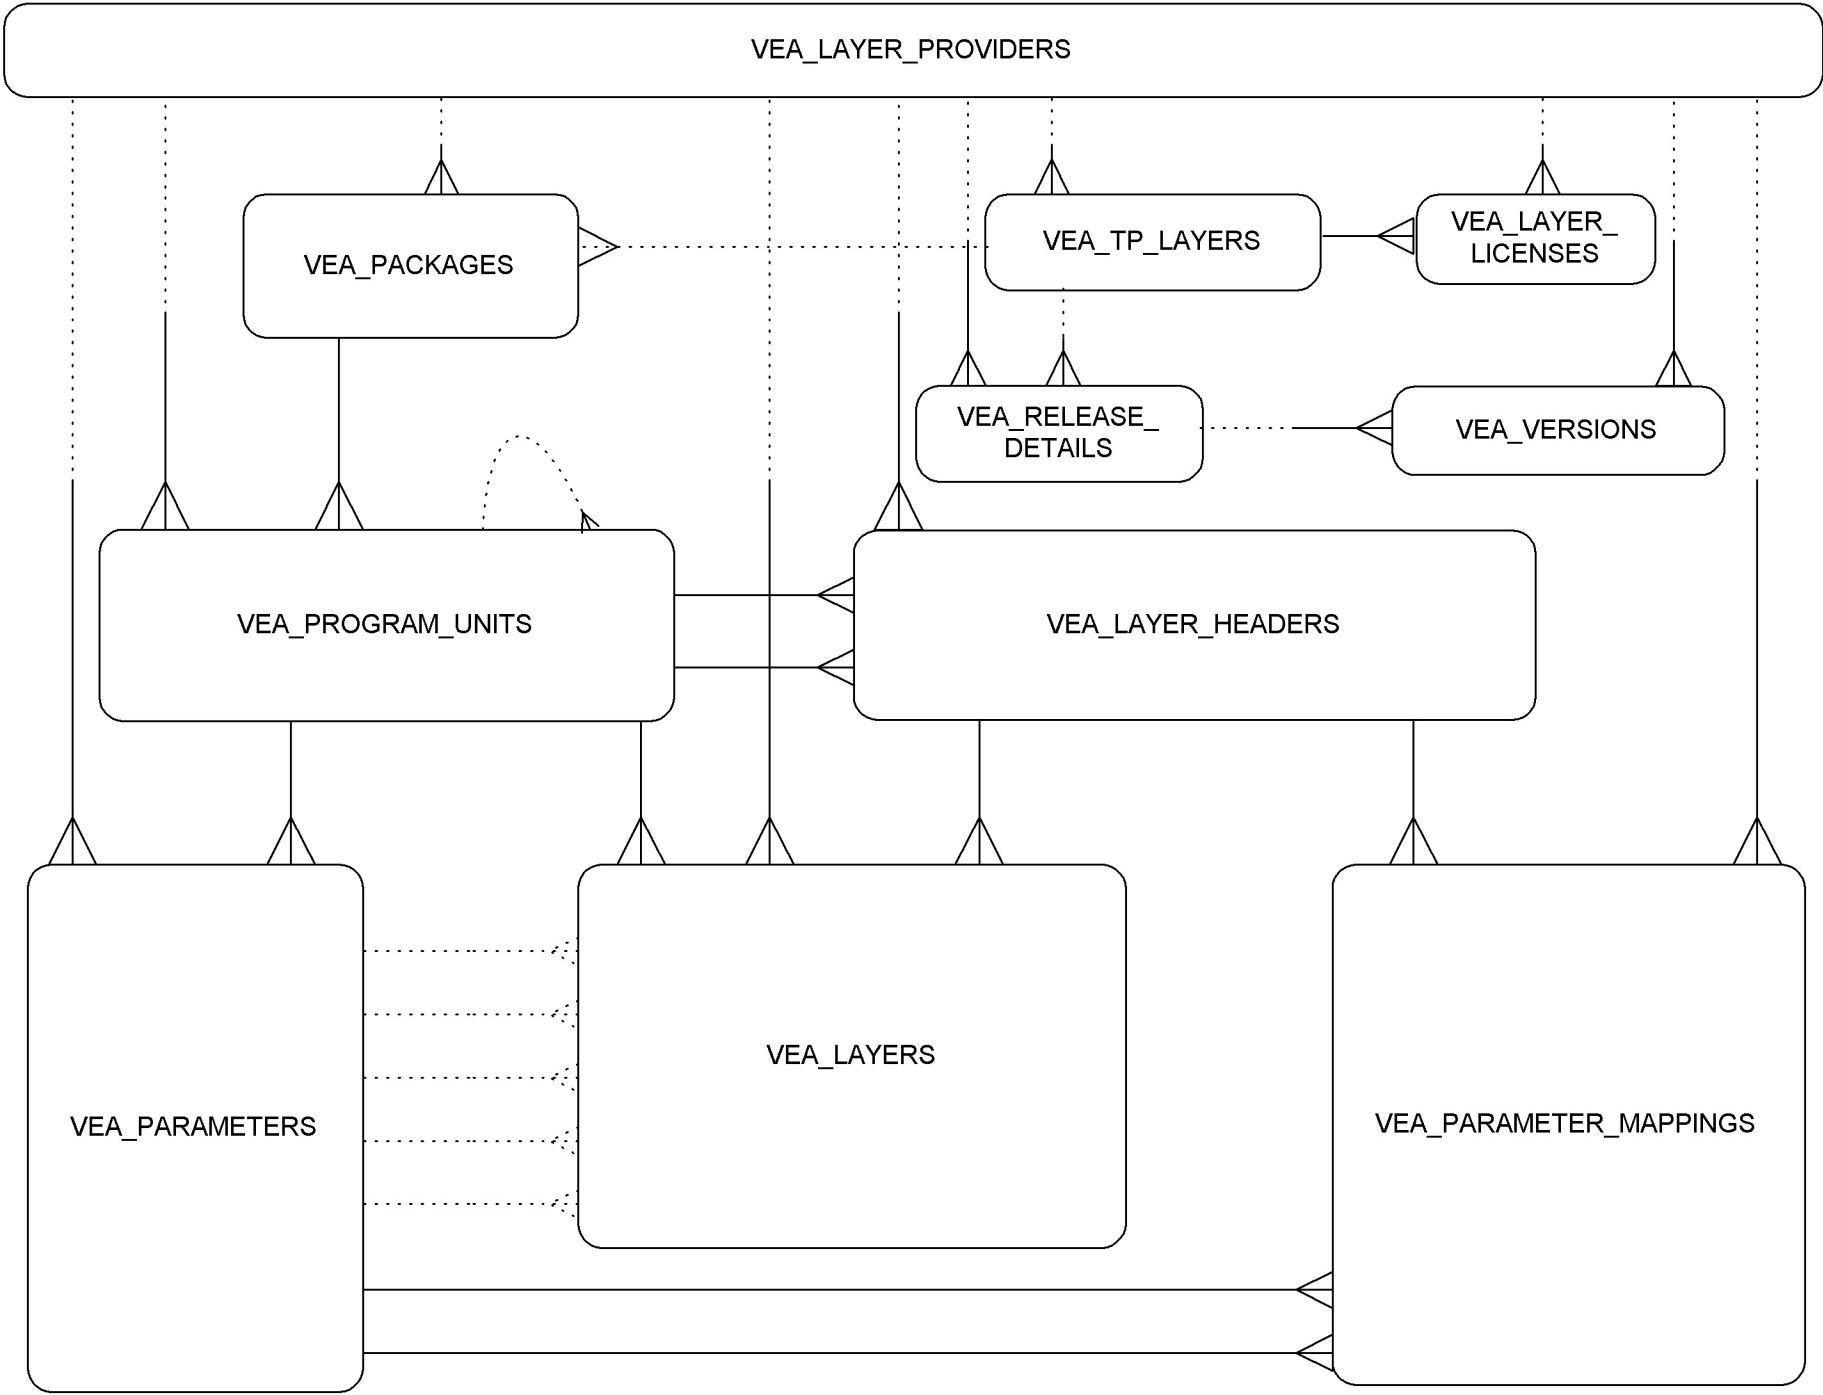 VEA_LAYER_PROVIDERS
VEA_PACKAGES
VEA_TP_LAYERS
VEA_LAYER_
LICENSES
VEA_RELEASE_
DETAILS
VEA_VERSIONS
VEA_PROGRAM_UNITS
VEA_LAYER_HEADERS
VEA_PARAMETERS
VEA_LAYERS
VEA_PARAMETER_MAPPINGS